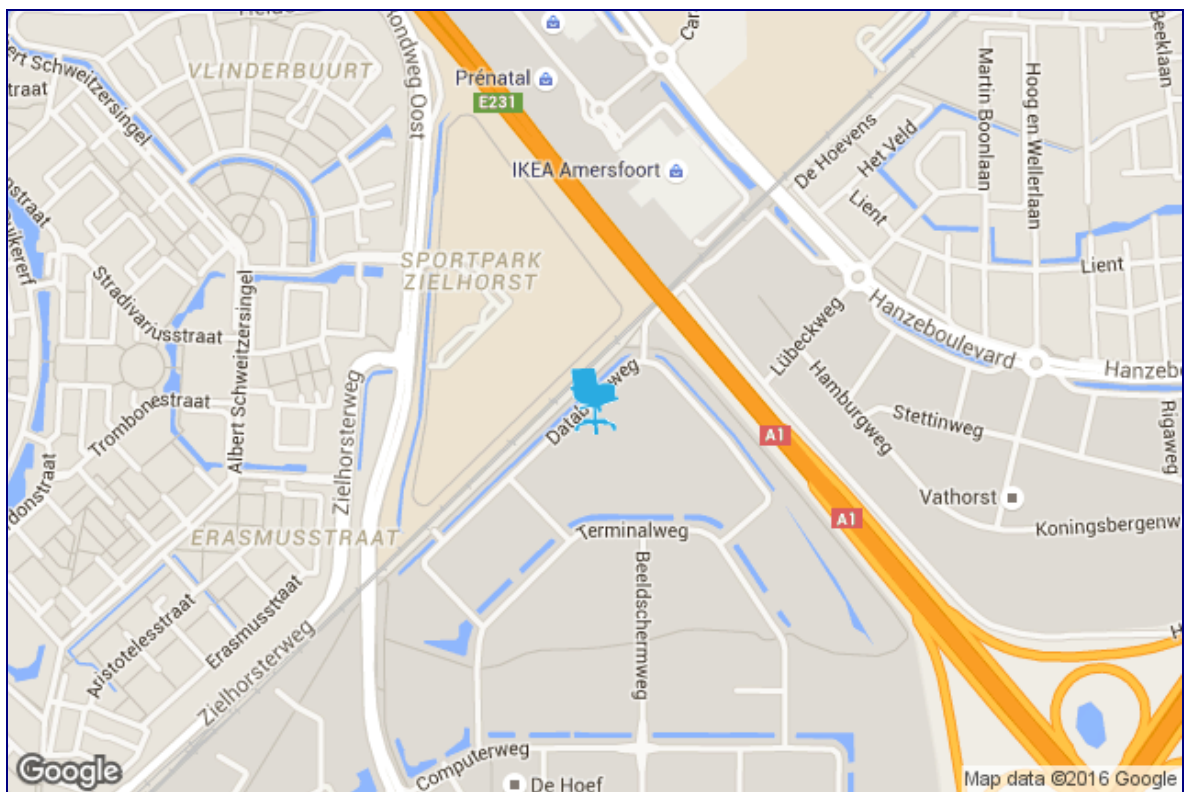 VLINDERBUURT
Prénatal
E231
IKEA Amersfoort
De Hoevens
Het Veld
Lient
Martin Boonlaan
Hoog en Wellerlaan
Beeklaan
Lient
SPORTPARK
ZIELHORST
Stradivariusstraat
Albert Schweitzersingel
Trombonestraat
Zielhorsterweg
Hanzeboulevard
Lübeckweg
Hamburgweg
Stettinweg
Rigaweg
A1
Vathorst
A1
ERASMUSSTRAAT
Terminalweg
Beeldschermweg
Aristotelesstraat
Erasmusstraat
Zielhorsterweg
Computerweg
De Hoef
Google
Map data ©2016 Google